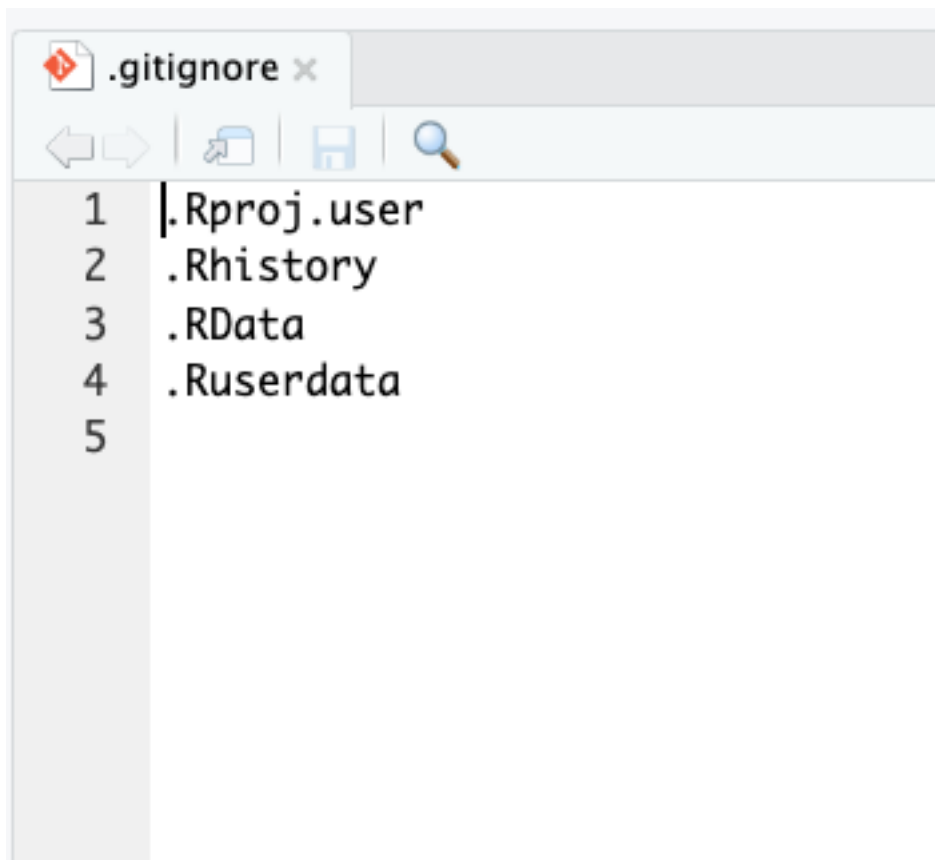 .gitignore
1 .Rproj.user
2 .Rhistory
3 .RData
4 .Ruserdata
5